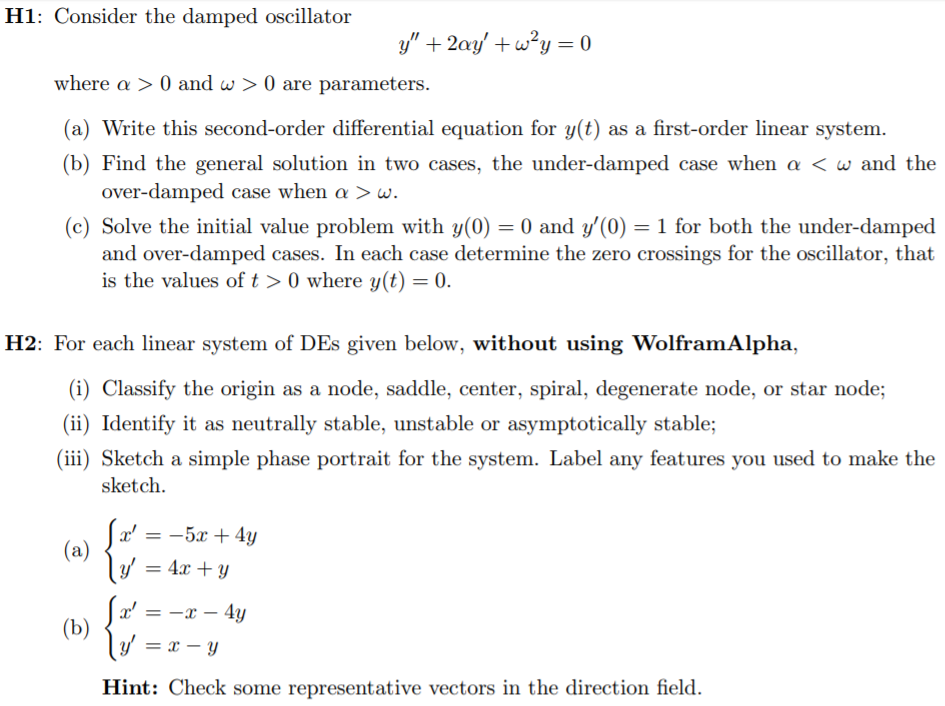 H1: Consider the damped oscillator
y″ + 2αy′ + ω²y = 0
where α > 0 and ω > 0 are parameters.
(a) Write this second-order differential equation for y(t) as a first-order linear system.
(b) Find the general solution in two cases, the under-damped case when α < ω and the
over-damped case when α > ω.
(c) Solve the initial value problem with y(0) = 0 and y′(0) = 1 for both the under-damped
and over-damped cases. In each case determine the zero crossings for the oscillator, that
is the values of t > 0 where y(t) = 0.
H2: For each linear system of DEs given below, without using WolframAlpha,
(i) Classify the origin as a node, saddle, center, spiral, degenerate node, or star node;
(ii) Identify it as neutrally stable, unstable or asymptotically stable;
(iii) Sketch a simple phase portrait for the system. Label any features you used to make the
sketch.
(a) { x′ = −5x + 4y
y′ = 4x + y
(b) { x′ = −x − 4y
y′ = x − y
Hint: Check some representative vectors in the direction field.